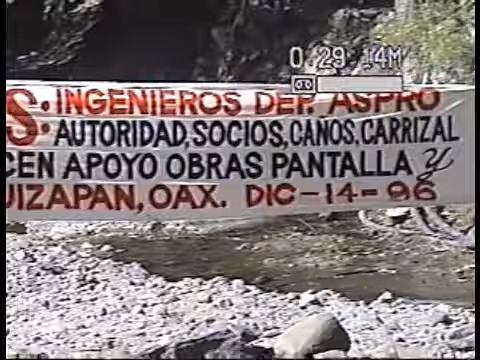 0:29 14M
S: INGENIEROS DEP. ASPRO
AUTORIDAD, SOCIOS, CAÑOS, CARRIZAL
CEN APOYO OBRAS PANTALLA y
UIZAPAN, OAX. DIC-14-96